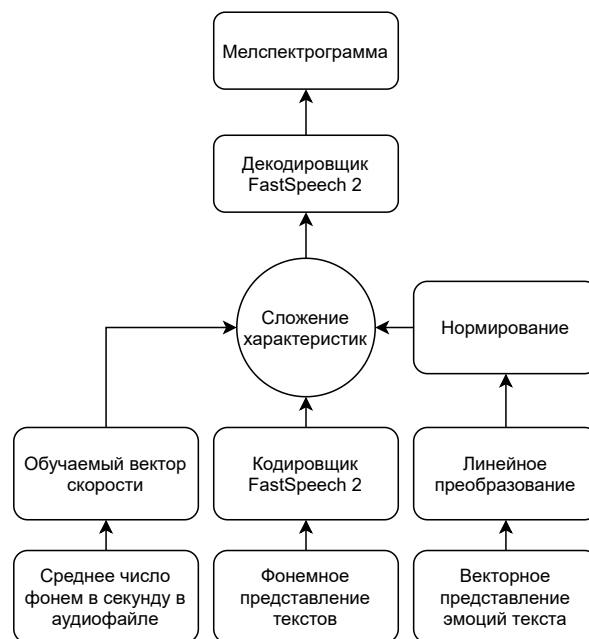 Мелспектрограмма
Декодировщик
FastSpeech 2
Сложение
характеристик
Нормирование
Обучаемый вектор
скорости
Кодировщик
FastSpeech 2
Линейное
преобразование
Среднее число
фонем в секунду в
аудиофайле
Фонемное
представление
текстов
Векторное
представление
эмоций текста